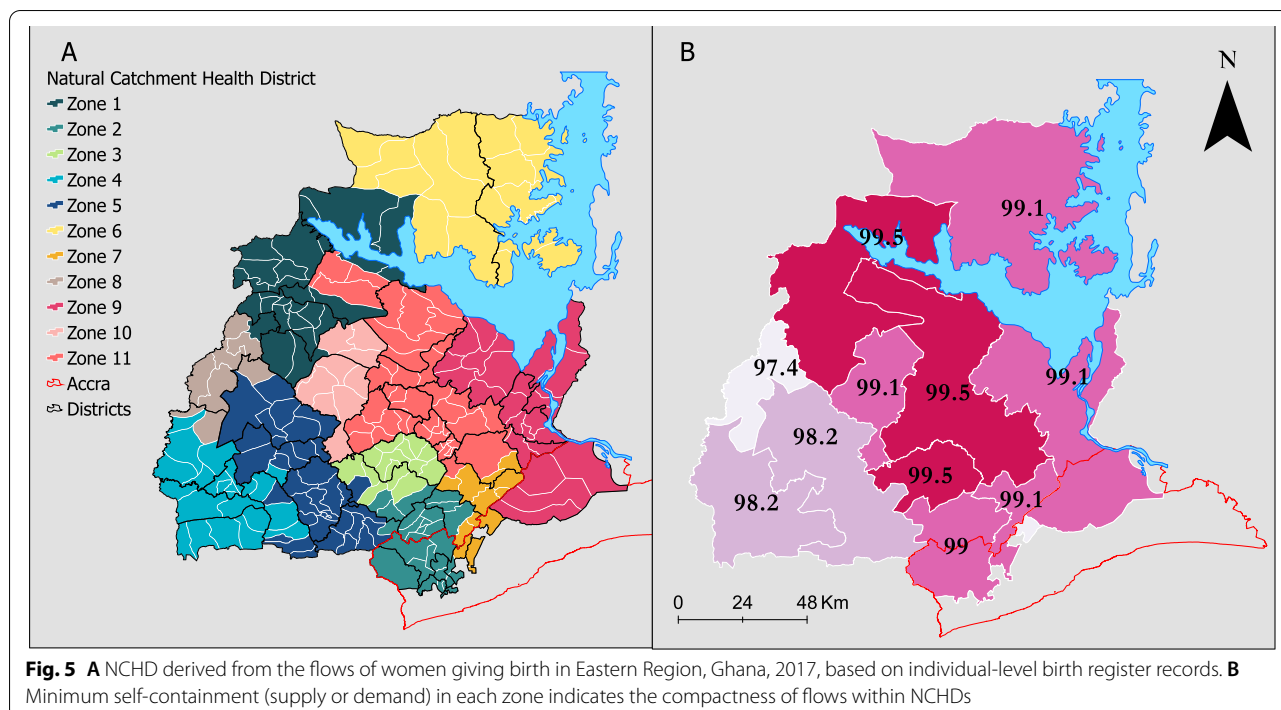 A
Natural Catchment Health District
Zone 1
Zone 2
Zone 3
Zone 4
Zone 5
Zone 6
Zone 7
Zone 8
Zone 9
Zone 10
Zone 11
Accra
Districts
B
N
99.1
99.5
97.4
99.1
99.1
99.5
98.2
99.5
98.2
99.1
99
0 24 48 Km
Fig. 5 A NCHD derived from the flows of women giving birth in Eastern Region, Ghana, 2017, based on individual-level birth register records. B
Minimum self-containment (supply or demand) in each zone indicates the compactness of flows within NCHDs